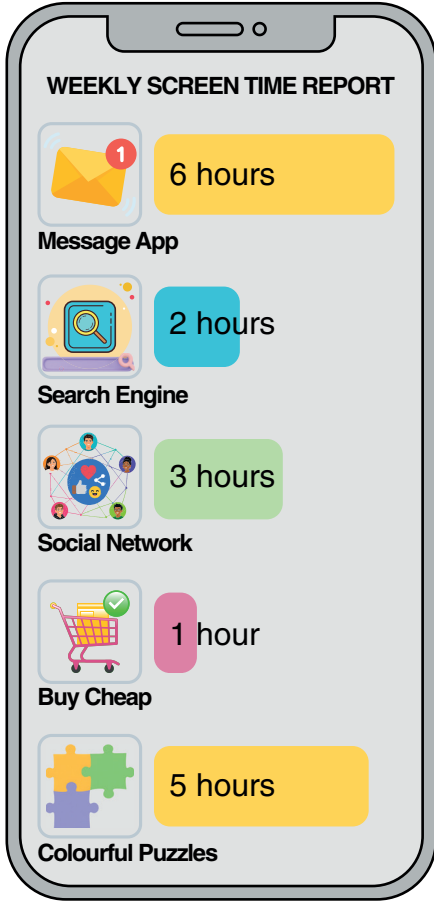 WEEKLY SCREEN TIME REPORT
1
6 hours
Message App
2 hours
Search Engine
3 hours
Social Network
1 hour
Buy Cheap
5 hours
Colourful Puzzles